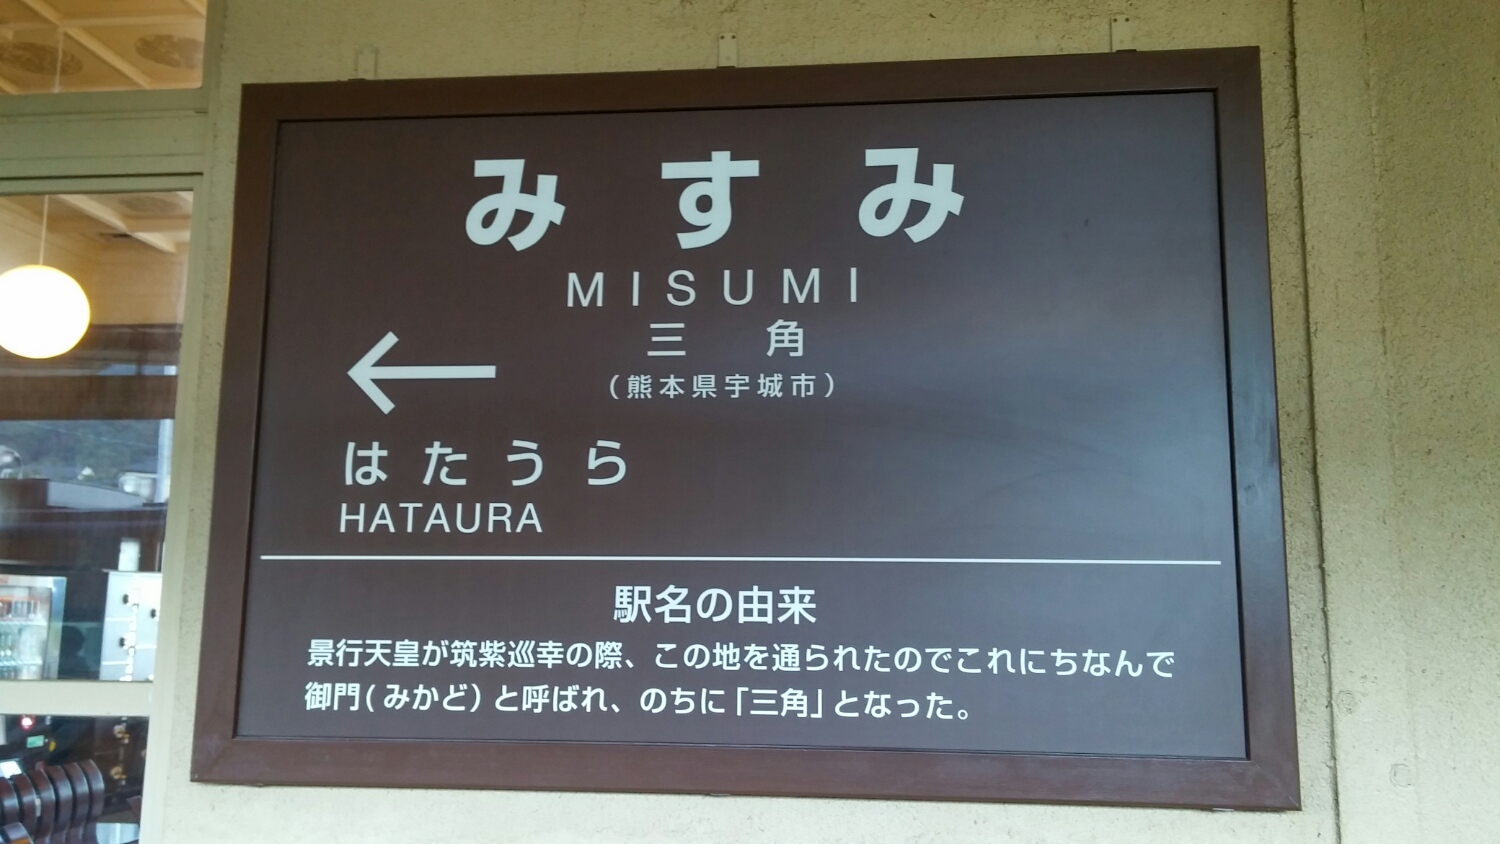 みすみ
MISUMI
三角
(熊本県宇城市)
←
はたうら
HATAURA
駅名の由来
景行天皇が筑紫巡幸の際、この地を通られたのでこれにちなんで
御門(みかど)と呼ばれ、のちに「三角」となった。